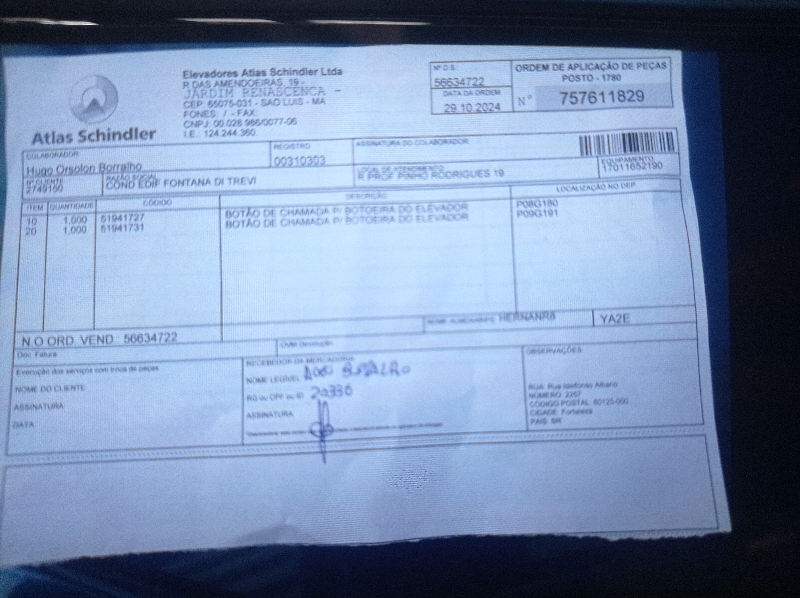 Atlas Schindler
Elevadores Atlas Schindler Ltda
R DAS AMENDOEIRAS, 19 -
JARDIM RENASCENCA -
CEP: 65075-031 - SAO LUIS - MA
FONES: / - FAX:
CNPJ: 00.028.986/0077-06
I.E.: 124.244.360
Nº O.S.
56634722
DATA DA ORDEM
29.10.2024
ORDEM DE APLICAÇÃO DE PEÇAS
POSTO - 1780
Nº 757611829
COLABORADOR
Hugo Orsolon Borralho
REGISTRO
00310303
ASSINATURA DO COLABORADOR
Nº CLIENTE
2749150
RAZÃO SOCIAL
COND EDIF FONTANA DI TREVI
LOCAL DE ATENDIMENTO
R PROF PINHO RODRIGUES 19
EQUIPAMENTO
17011652190
ITEM QUANTIDADE CÓDIGO DESCRIÇÃO LOCALIZAÇÃO NO DEP.
10 1,000 51941727 BOTÃO DE CHAMADA P/ BOTOEIRA DO ELEVADOR P08G180
20 1,000 51941731 BOTÃO DE CHAMADA P/ BOTOEIRA DO ELEVADOR P09G191
HERNANR8
YA2E
N O ORD. VEND.: 56634722
Doc. Fatura:
Execução dos serviços com troca de peças
NOME DO CLIENTE
ASSINATURA
DATA
RECEBEDOR DA MERCADORIA
NOME LEGÍVEL
RG ou CPF ou ID
ASSINATURA
OBSERVAÇÕES
RUA: Rua Ildefonso Albano
NÚMERO: 2257
CÓDIGO POSTAL: 60125-000
CIDADE: Fortaleza
PAIS: BR